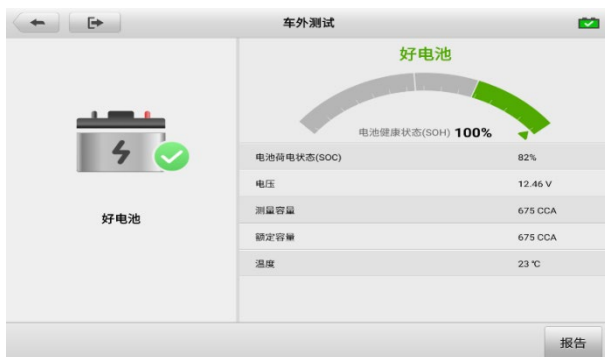 车外测试
好电池
电池健康状态(SOH) 100%
电池荷电状态(SOC) 82%
电压 12.46 V
测量容量 675 CCA
额定容量 675 CCA
温度 23 ℃
好电池
报告